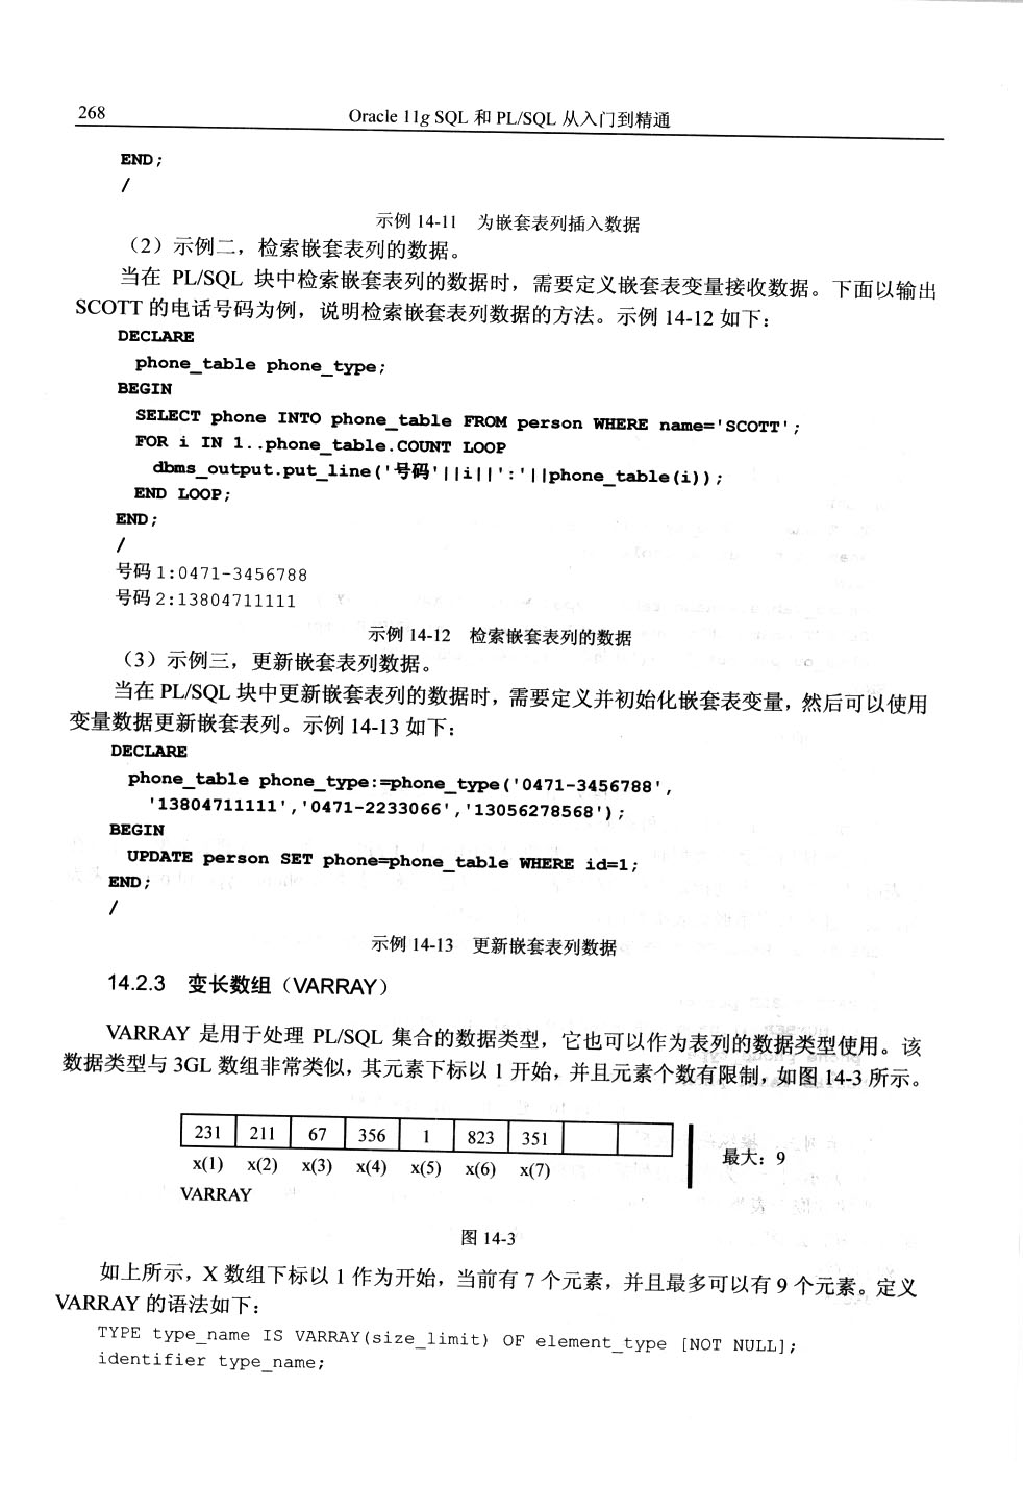 268
Oracle 11g SQL 和 PL/SQL 从入门到精通
END;
/
示例 14-11 为嵌套表列插入数据
（2）示例二，检索嵌套表列的数据。
当在 PL/SQL 块中检索嵌套表列的数据时，需要定义嵌套表变量接收数据。下面以输出
SCOTT 的电话号码为例，说明检索嵌套表列数据的方法。示例 14-12 如下：
DECLARE
phone_table phone_type;
BEGIN
SELECT phone INTO phone_table FROM person WHERE name='SCOTT';
FOR i IN 1..phone_table.COUNT LOOP
dbms_output.put_line('号码'||i||':'||phone_table(i));
END LOOP;
END;
/
号码 1:0471-3456788
号码 2:13804711111
示例 14-12 检索嵌套表列的数据
（3）示例三，更新嵌套表列数据。
当在 PL/SQL 块中更新嵌套表列的数据时，需要定义并初始化嵌套表变量，然后可以使用
变量数据更新嵌套表列。示例 14-13 如下：
DECLARE
phone_table phone_type:=phone_type('0471-3456788',
'13804711111','0471-2233066','13056278568');
BEGIN
UPDATE person SET phone=phone_table WHERE id=1;
END;
/
示例 14-13 更新嵌套表列数据
14.2.3 变长数组（VARRAY）
VARRAY 是用于处理 PL/SQL 集合的数据类型，它也可以作为表列的数据类型使用。该
数据类型与 3GL 数组非常类似，其元素下标以 1 开始，并且元素个数有限制，如图 14-3 所示。
231 211 67 356 1 823 351
x(1) x(2) x(3) x(4) x(5) x(6) x(7)
最大：9
VARRAY
图 14-3
如上所示，X 数组下标以 1 作为开始，当前有 7 个元素，并且最多可以有 9 个元素。定义
VARRAY 的语法如下：
TYPE type_name IS VARRAY(size_limit) OF element_type [NOT NULL];
identifier type_name;